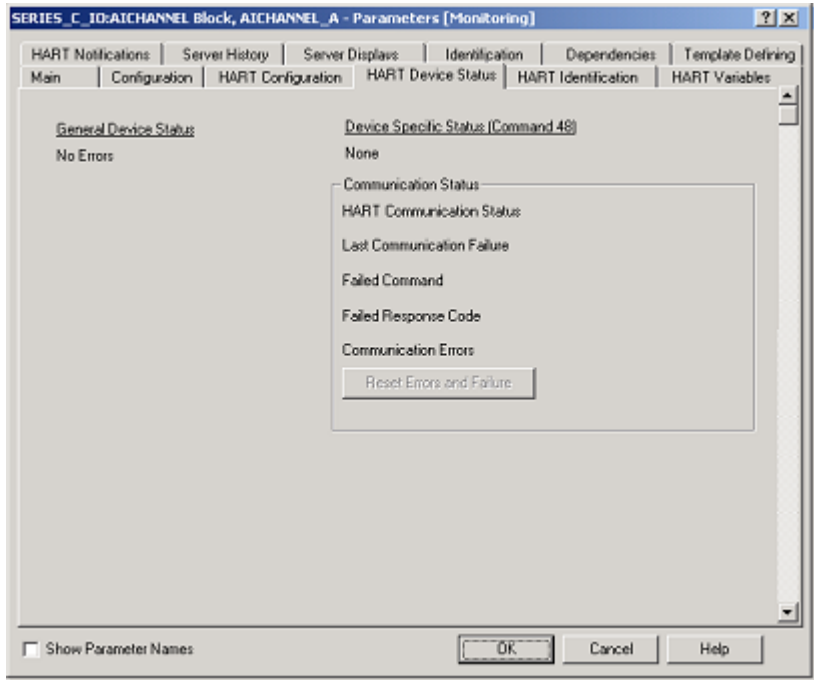 SERIES_C_IO:AICHANNEL Block, AICHANNEL_A - Parameters [Monitoring]
HART Notifications Server History Server Displays Identification Dependencies Template Defining
Main Configuration HART Configuration HART Device Status HART Identification HART Variables
General Device Status Device Specific Status (Command 48)
No Errors None
Communication Status
HART Communication Status
Last Communication Failure
Failed Command
Failed Response Code
Communication Errors
Reset Errors and Failure
Show Parameter Names OK Cancel Help